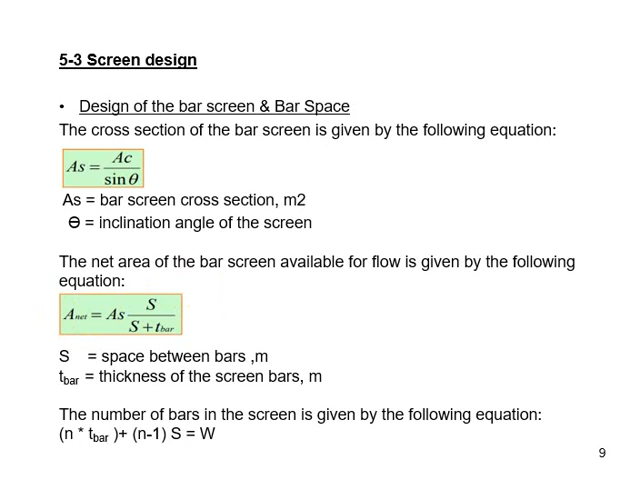 5-3 Screen design
• Design of the bar screen & Bar Space
The cross section of the bar screen is given by the following equation:
As = Ac / sin θ
As = bar screen cross section, m2
Ɵ = inclination angle of the screen
The net area of the bar screen available for flow is given by the following
equation:
Anet = As S / S + tbar
S = space between bars ,m
tbar = thickness of the screen bars, m
The number of bars in the screen is given by the following equation:
(n * tbar )+ (n-1) S = W
9